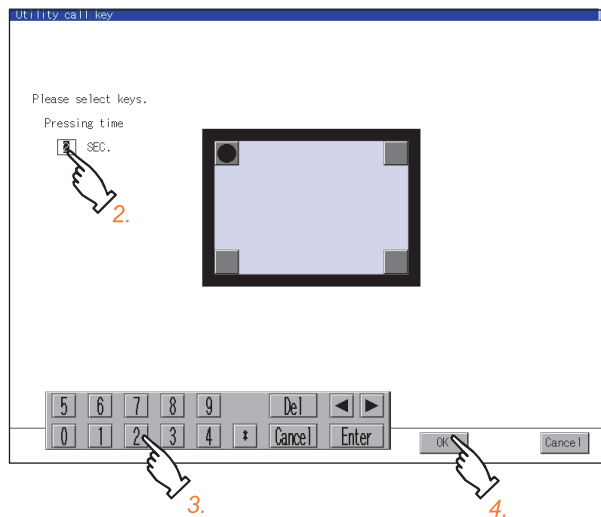 Utility call key
Please select keys.
Pressing time
SEC.
2.
5 6 7 8 9 Del ◄ ►
0 1 2 3 4 * Cancel Enter
OK Cancel
3. 4.